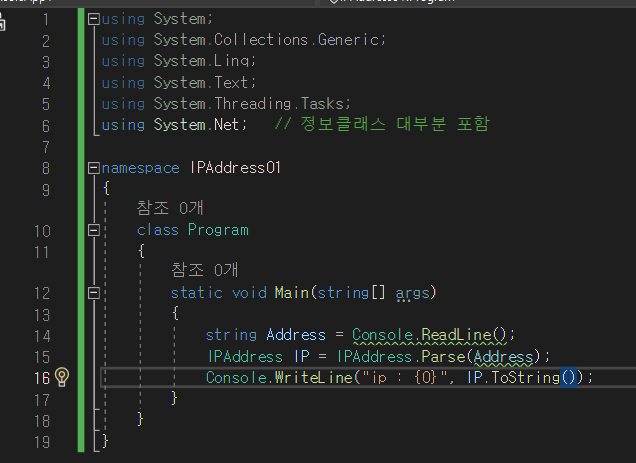 1 using System;
2 using System.Collections.Generic;
3 using System.Linq;
4 using System.Text;
5 using System.Threading.Tasks;
6 using System.Net; // 정보클래스 대부분 포함
7
8 namespace IPAddress01
9 {
참조 0개
10 class Program
11 {
참조 0개
12 static void Main(string[] args)
13 {
14 string Address = Console.ReadLine();
15 IPAddress IP = IPAddress.Parse(Address);
16 Console.WriteLine("ip : {0}", IP.ToString());
17 }
18 }
19 }